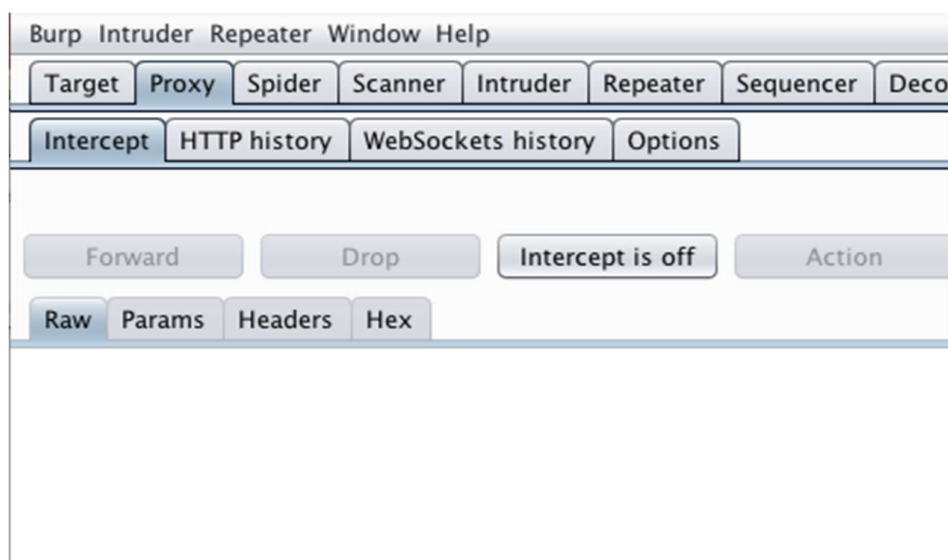 Burp Intruder Repeater Window Help
Target Proxy Spider Scanner Intruder Repeater Sequencer Deco
Intercept HTTP history WebSockets history Options
Forward Drop Intercept is off Action
Raw Params Headers Hex